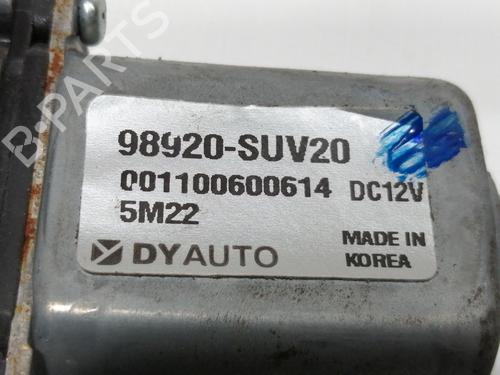 98920-SUV20
001100600614 DC12V
5M22
DYAUTO
MADE IN
KOREA
B-PARTS